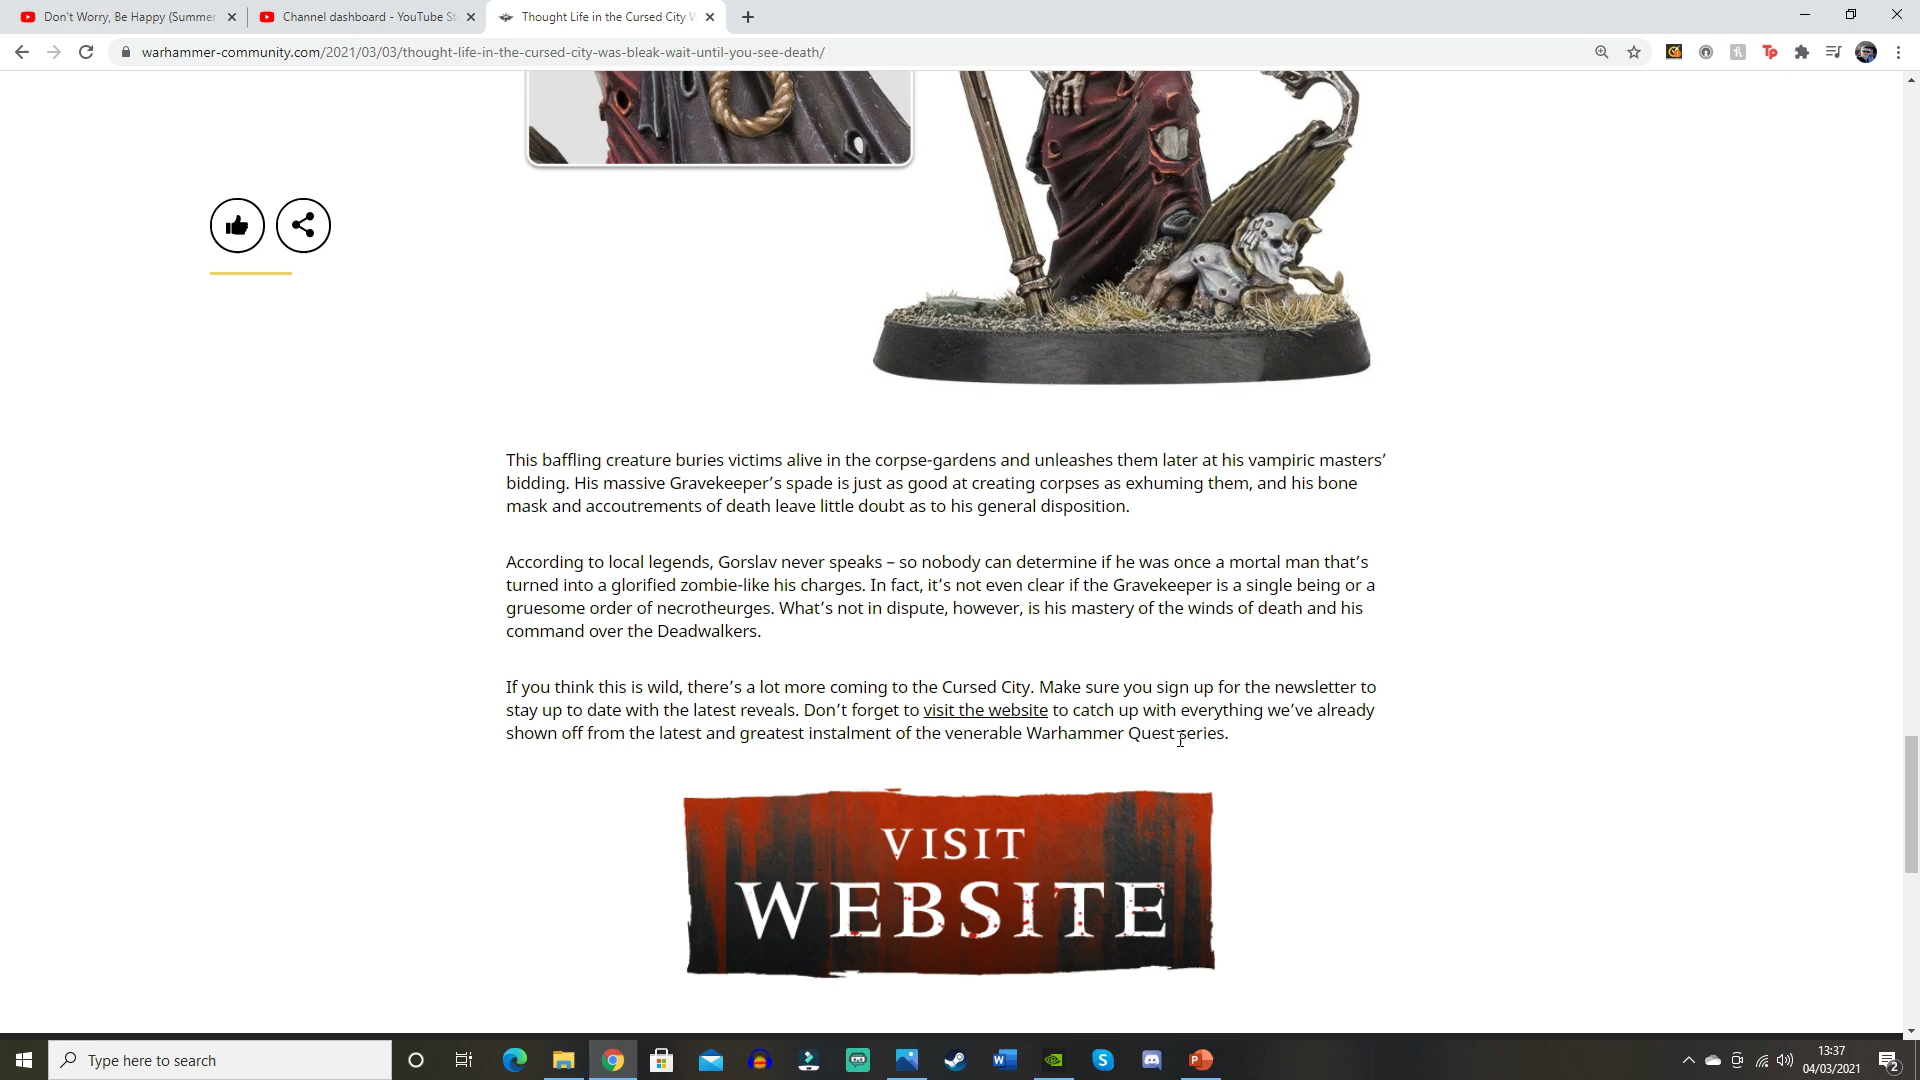 Don't Worry, Be Happy (Summer
Channel dashboard - YouTube St
Thought Life in the Cursed City W
warhammer-community.com/2021/03/03/thought-life-in-the-cursed-city-was-bleak-wait-until-you-see-death/
This baffling creature buries victims alive in the corpse-gardens and unleashes them later at his vampiric masters’
bidding. His massive Gravekeeper’s spade is just as good at creating corpses as exhuming them, and his bone
mask and accoutrements of death leave little doubt as to his general disposition.
According to local legends, Gorslav never speaks – so nobody can determine if he was once a mortal man that’s
turned into a glorified zombie-like his charges. In fact, it’s not even clear if the Gravekeeper is a single being or a
gruesome order of necrotheurges. What’s not in dispute, however, is his mastery of the winds of death and his
command over the Deadwalkers.
If you think this is wild, there’s a lot more coming to the Cursed City. Make sure you sign up for the newsletter to
stay up to date with the latest reveals. Don’t forget to visit the website to catch up with everything we’ve already
shown off from the latest and greatest instalment of the venerable Warhammer Quest series.
VISIT
WEBSITE
Type here to search
13:37
04/03/2021
2